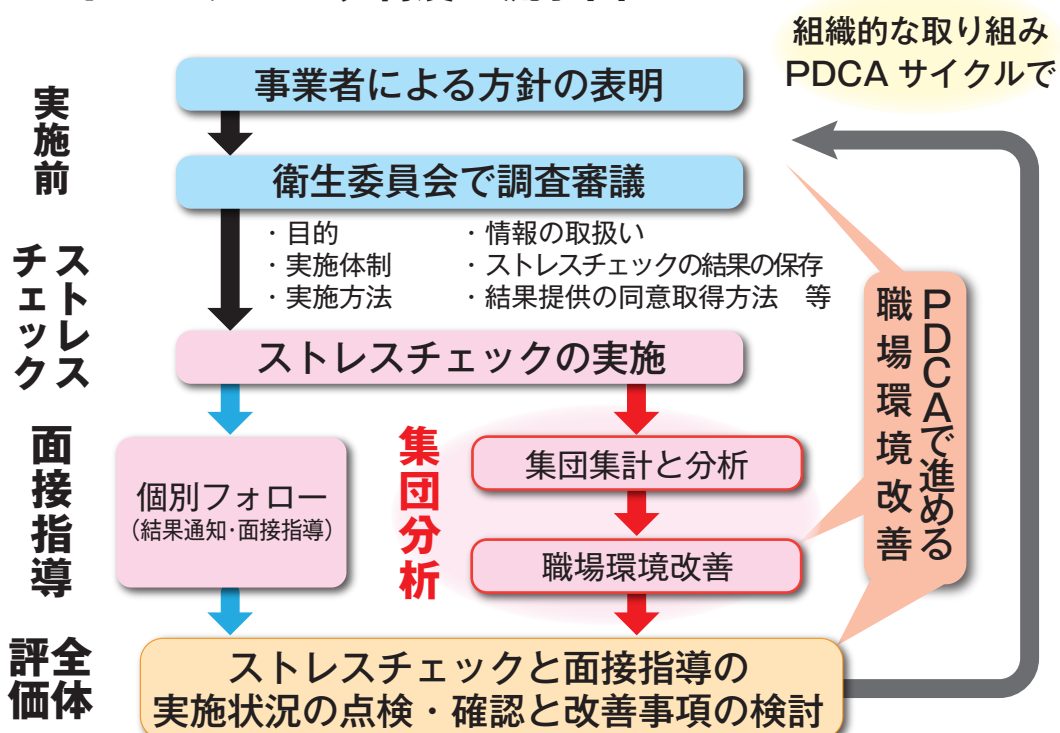 組織的な取り組み
PDCA サイクルで
実施前
事業者による方針の表明
衛生委員会で調査審議
・目的
・実施体制
・実施方法
・情報の取扱い
・ストレスチェックの結果の保存
・結果提供の同意取得方法　等
ストレス
チェック
ストレスチェックの実施
面接指導
個別フォロー
（結果通知･面接指導）
集団分析
集団集計と分析
職場環境改善
PDCAで進める
職場環境改善
全体
評価
ストレスチェックと面接指導の
実施状況の点検・確認と改善事項の検討